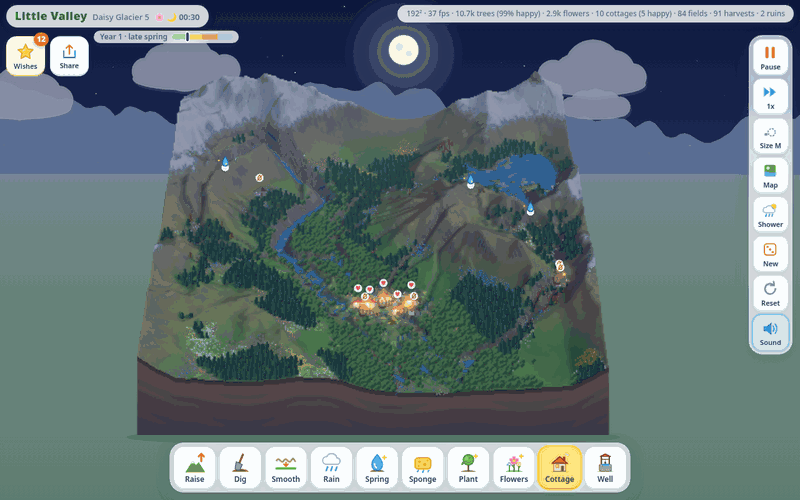 Little Valley Daisy Glacier 5 00:30
192² · 37 fps · 10.7k trees (99% happy) · 2.9k flowers · 10 cottages (5 happy) · 84 fields · 91 harvests · 2 ruins
Year 1 · late spring
12
Wishes
Share
Pause
1x
Size M
Map
Shower
New
Reset
Sound
Raise
Dig
Smooth
Rain
Spring
Sponge
Plant
Flowers
Cottage
Well